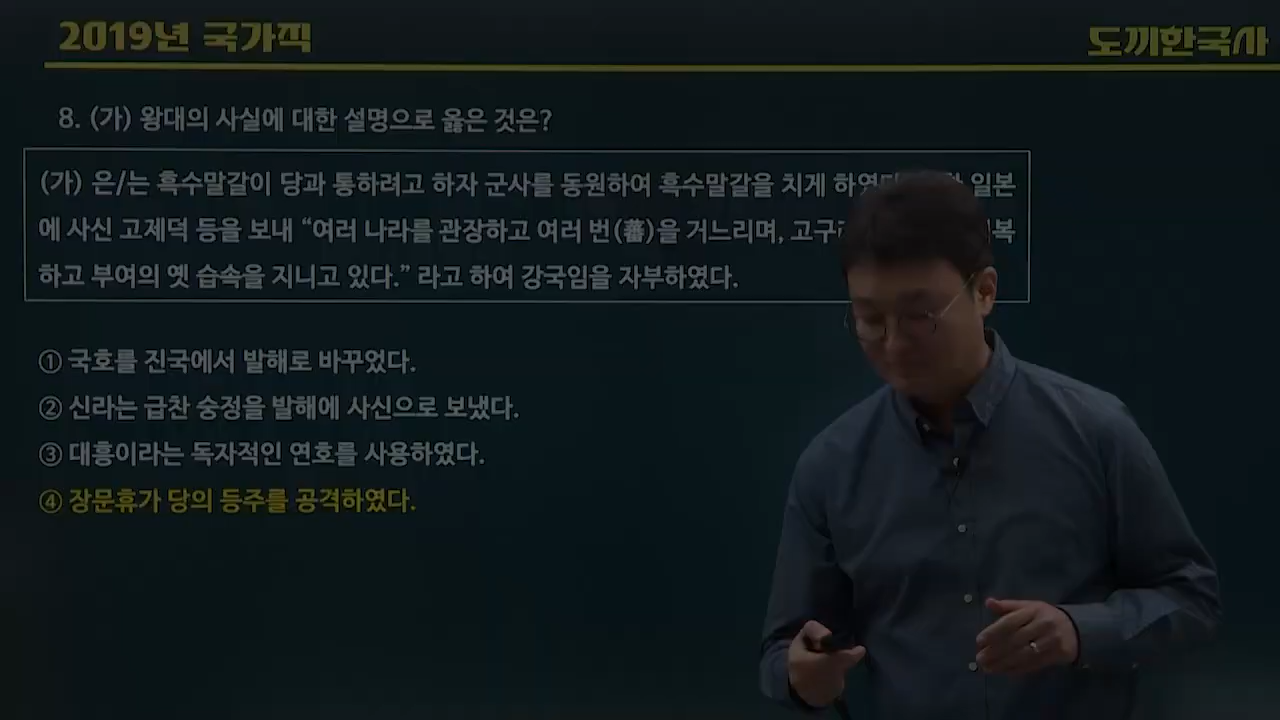 2019년 국가직
도끼한국사
8. (가) 왕대의 사실에 대한 설명으로 옳은 것은?
(가) 은/는 흑수말갈이 당과 통하려고 하자 군사를 동원하여 흑수말갈을 치게 하였 일본
에 사신 고제덕 등을 보내 “여러 나라를 관장하고 여러 번(蕃)을 거느리며, 고구 복
하고 부여의 옛 습속을 지니고 있다.” 라고 하여 강국임을 자부하였다.
① 국호를 진국에서 발해로 바꾸었다.
② 신라는 급찬 숭정을 발해에 사신으로 보냈다.
③ 대흥이라는 독자적인 연호를 사용하였다.
④ 장문휴가 당의 등주를 공격하였다.